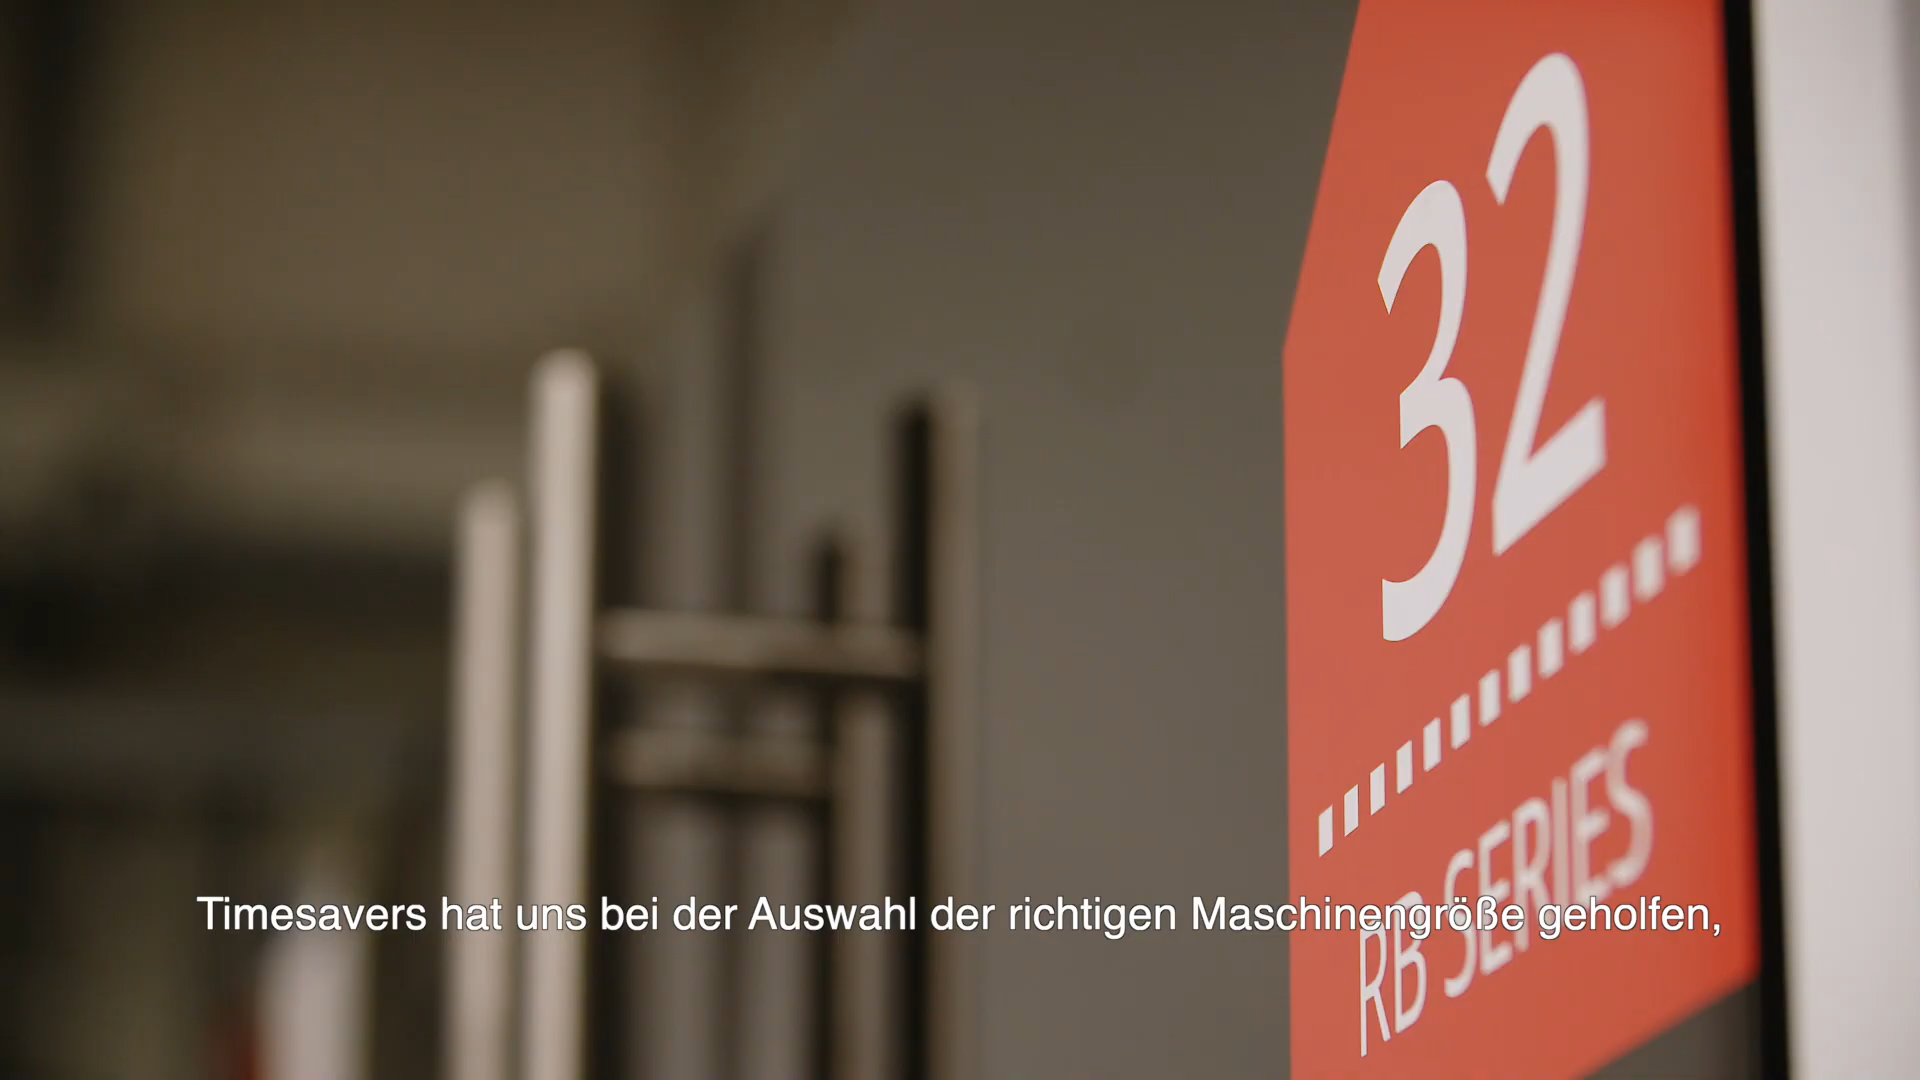 32
RB SERIES
Timesavers hat uns bei der Auswahl der richtigen Maschinengröße geholfen,